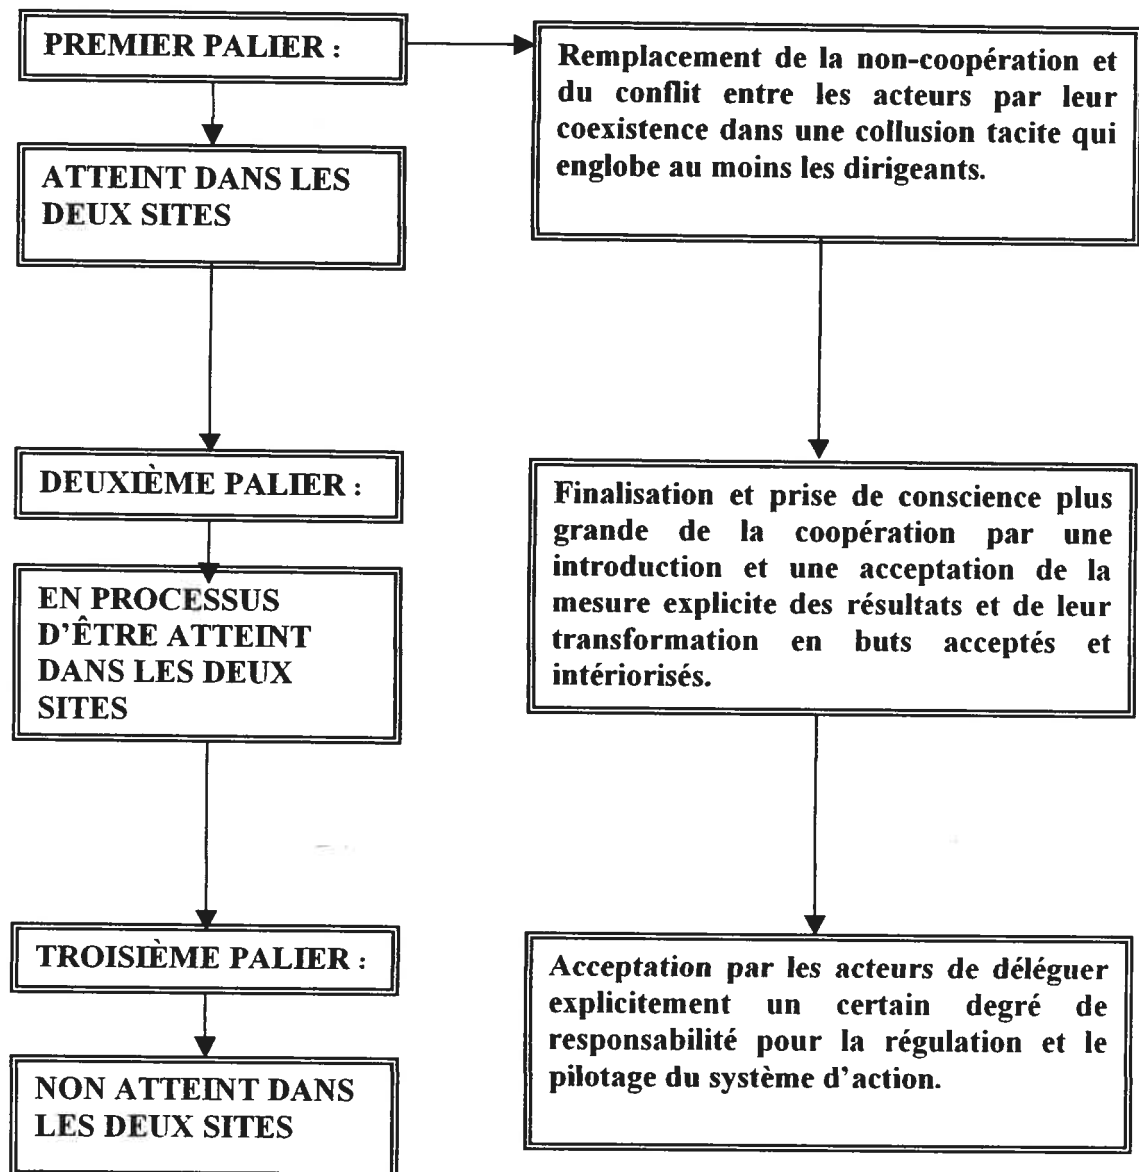 PREMIER PALIER :
Remplacement de la non-coopération et
du conflit entre les acteurs par leur
coexistence dans une collusion tacite qui
englobe au moins les dirigeants.
ATTEINT DANS LES
DEUX SITES
DEUXIÈME PALIER :
Finalisation et prise de conscience plus
grande de la coopération par une
introduction et une acceptation de la
mesure explicite des résultats et de leur
transformation en buts acceptés et
intériorisés.
EN PROCESSUS
D'ÊTRE ATTEINT
DANS LES DEUX
SITES
TROISIÈME PALIER :
Acceptation par les acteurs de déléguer
explicitement un certain degré de
responsabilité pour la régulation et le
pilotage du système d'action.
NON ATTEINT DANS
LES DEUX SITES